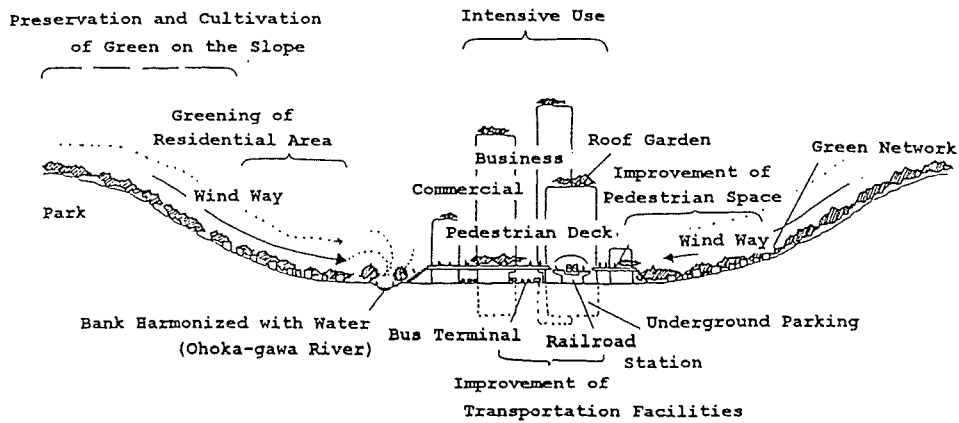 Preservation and Cultivation
of Green on the Slope
Intensive Use
Greening of
Residential Area
Roof Garden
Green Network
Business
Improvement of
Pedestrian Space
Wind Way
Commercial
Park
Pedestrian Deck
Wind Way
Bank Harmonized with Water
(Ohoka-gawa River)
Bus Terminal
Railroad
Station
Underground Parking
Improvement of
Transportation Facilities